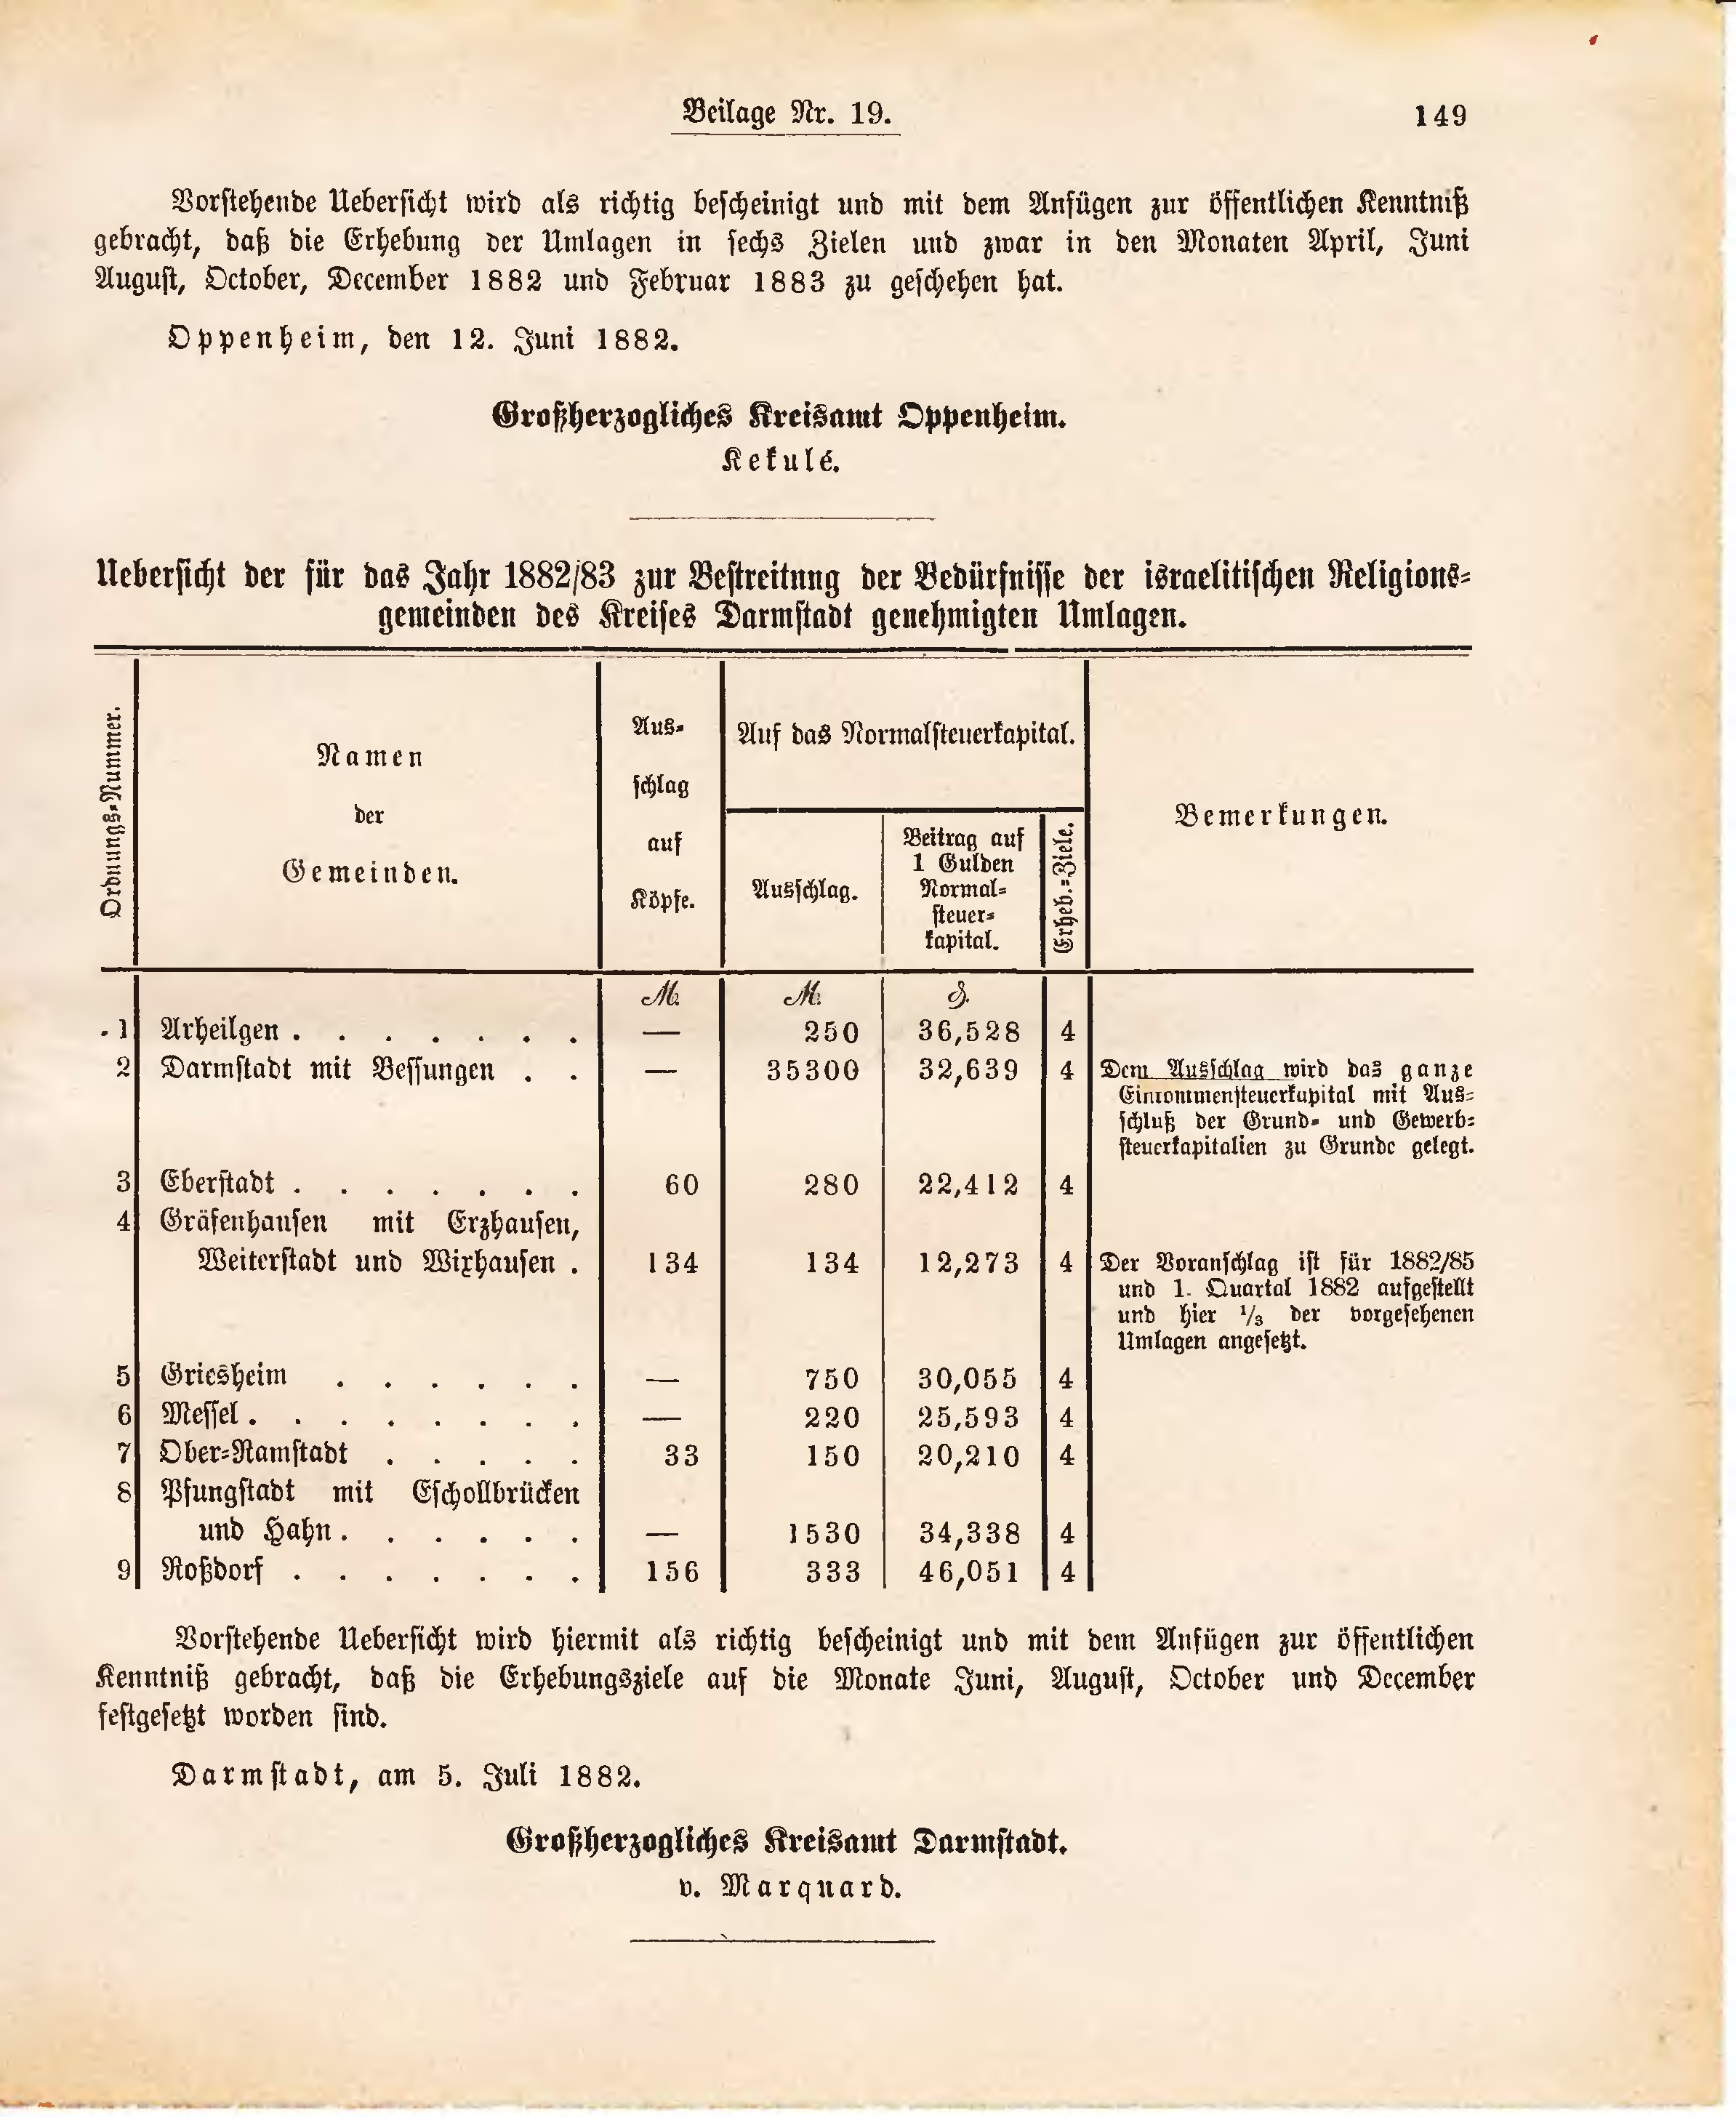 Beilage Nr. 19.
149
Vorstehende Uebersicht wird als richtig bescheinigt und mit dem Anfügen zur öffentlichen Kenntniß
gebracht, daß die Erhebung der Umlagen in sechs Zielen und zwar in den Monaten April, Juni
August, October, December 1882 und Februar 1883 zu geschehen hat.
Oppenheim, den 12. Juni 1882.
Großherzogliches Kreisamt Oppenheim.
Kekulé.
Uebersicht der für das Jahr 1882/83 zur Bestreitung der Bedürfnisse der israelitischen Religions-
gemeinden des Kreises Darmstadt genehmigten Umlagen.
Ordnungs-Nummer.
Namen
der
Gemeinden.
Aus-
schlag
auf
Köpfe.
Auf das Normalsteuerkapital.
Ausschlag.
Beitrag auf
1 Gulden
Normal-
steuer-
kapital.
Erheb.-Ziele.
Bemerkungen.
M. M. ₰.
1 Arheilgen . . . . . . . — 250 36,528 4
2 Darmstadt mit Bessungen . . — 35300 32,639 4 Dem Ausschlag wird das ganze
Einkommensteuerkapital mit Aus-
schluß der Grund- und Gewerb-
steuerkapitalien zu Grunde gelegt.
3 Eberstadt . . . . . . . 60 280 22,412 4
4 Gräfenhausen mit Erzhausen,
Weiterstadt und Wixhausen . 134 134 12,273 4 Der Voranschlag ist für 1882/85
und 1. Quartal 1882 aufgestellt
und hier 1/3 der vorgesehenen
Umlagen angesetzt.
5 Griesheim . . . . . . — 750 30,055 4
6 Messel . . . . . . . . — 220 25,593 4
7 Ober-Ramstadt . . . . . 33 150 20,210 4
8 Pfungstadt mit Eschollbrücken
und Hahn . . . . . . — 1530 34,338 4
9 Roßdorf . . . . . . . 156 333 46,051 4
Vorstehende Uebersicht wird hiermit als richtig bescheinigt und mit dem Anfügen zur öffentlichen
Kenntniß gebracht, daß die Erhebungsziele auf die Monate Juni, August, October und December
festgesetzt worden sind.
Darmstadt, am 5. Juli 1882.
Großherzogliches Kreisamt Darmstadt.
v. Marquard.